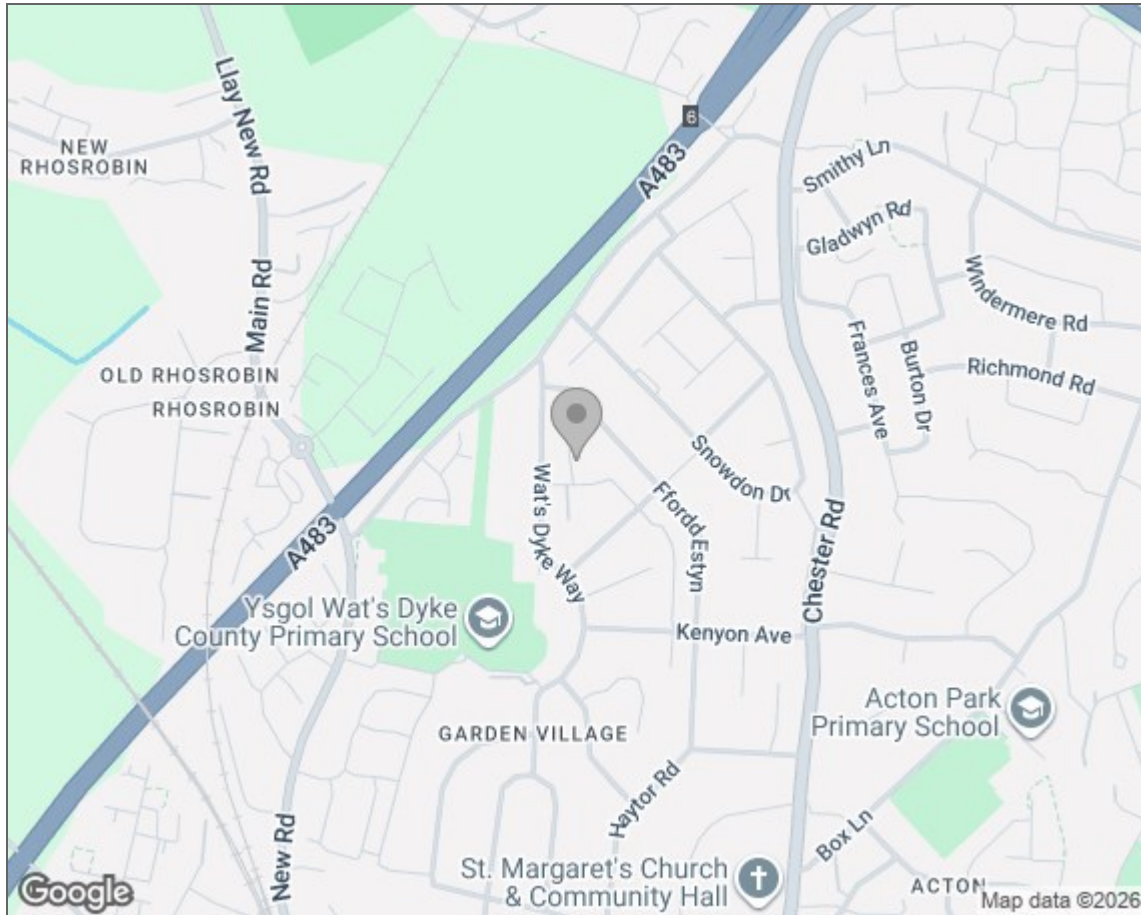 Llay New Rd
NEW
RHOSROBIN
6
A483
Smithy Ln
Gladwyn Rd
Main Rd
Windermere Rd
Frances Ave
Burton Dr
Richmond Rd
OLD RHOSROBIN
RHOSROBIN
Snowdon Dr
Wat's Dyke Way
Ffordd Estyn
A483
Chester Rd
Ysgol Wat's Dyke
County Primary School
Kenyon Ave
Acton Park
Primary School
GARDEN VILLAGE
Haytor Rd
New Rd
Box Ln
St. Margaret's Church
& Community Hall
ACTON
Google
Map data ©2026